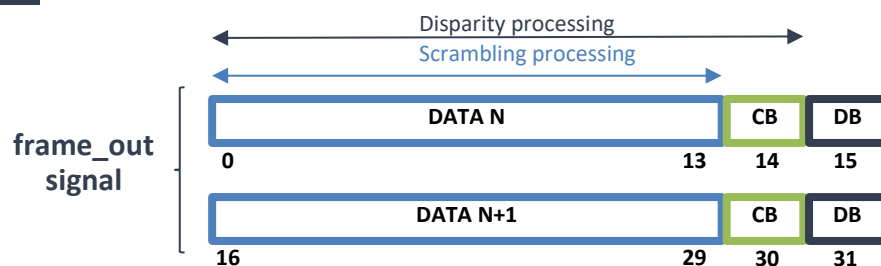 Disparity processing
Scrambling processing
frame_out
signal
DATA N CB DB
0 13 14 15
DATA N+1 CB DB
16 29 30 31